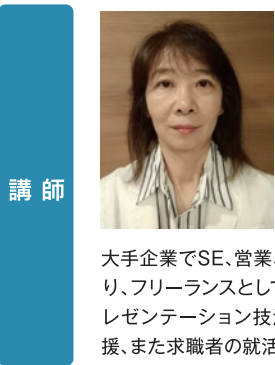 講師
大手企業でSE、営業
り、フリーランスとし
レゼンテーション技
援、また求職者の就活